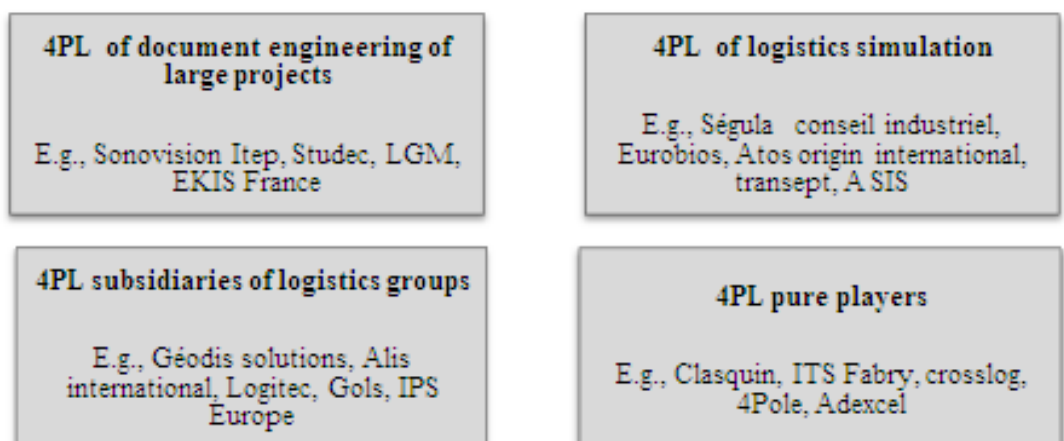 4PL of document engineering of
large projects
E.g., Sonovision Itep, Studec, LGM,
EKIS France
4PL of logistics simulation
E.g., Ségula conseil industriel,
Eurobios, Atos origin international,
transept, A SIS
4PL subsidiaries of logistics groups
E.g., Géodis solutions, Alis
international, Logitec, Gols, IPS
Europe
4PL pure players
E.g., Clasquin, ITS Fabry, crosslog,
4Pole, Adexcel